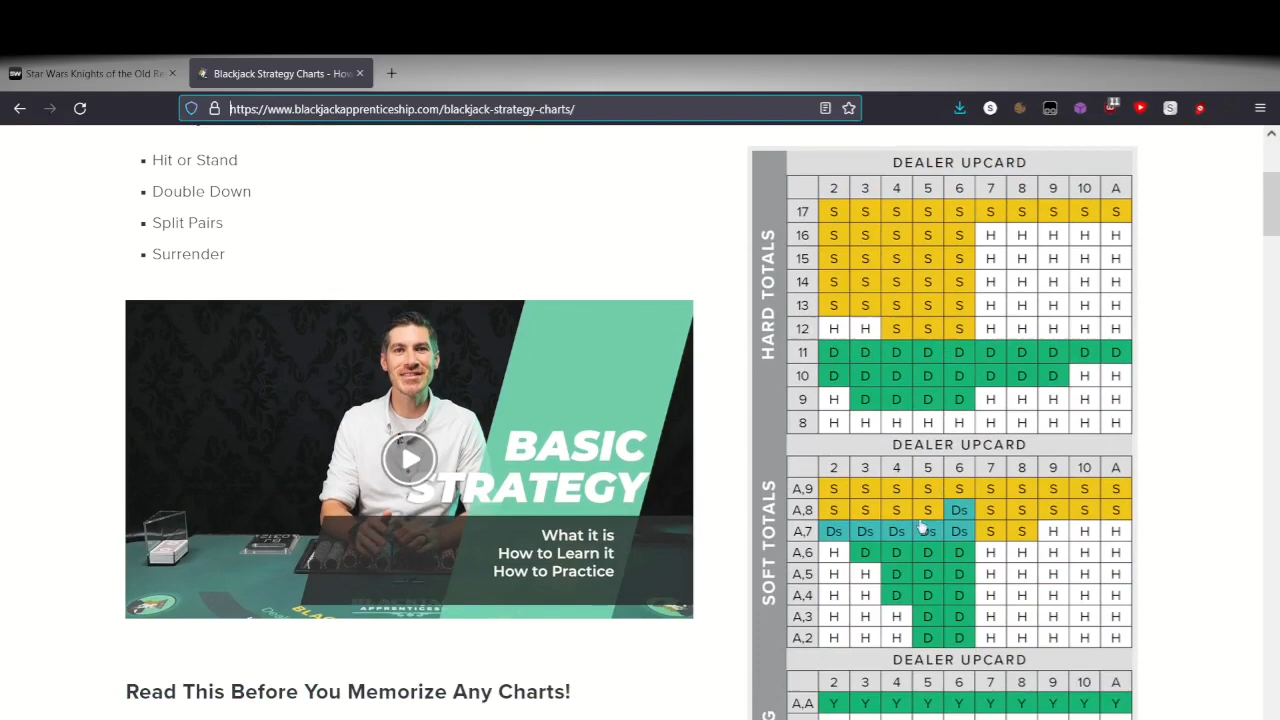 Star Wars Knights of the Old Re
Blackjack Strategy Charts - How
https://www.blackjackapprenticeship.com/blackjack-strategy-charts/
Hit or Stand
Double Down
Split Pairs
Surrender
BASIC
STRATEGY
What it is
How to Learn it
How to Practice
Read This Before You Memorize Any Charts!
HARD TOTALS
DEALER UPCARD
2 3 4 5 6 7 8 9 10 A
17 S S S S S S S S S S
16 S S S S S H H H H H
15 S S S S S H H H H H
14 S S S S S H H H H H
13 S S S S S H H H H H
12 H H S S S H H H H H
11 D D D D D D D D D D
10 D D D D D D D D H H
9 H D D D D H H H H H
8 H H H H H H H H H H
SOFT TOTALS
DEALER UPCARD
2 3 4 5 6 7 8 9 10 A
A,9 S S S S S S S S S S
A,8 S S S S Ds S S S S S
A,7 Ds Ds Ds Ds Ds S S H H H
A,6 H D D D D H H H H H
A,5 H H D D D H H H H H
A,4 H H D D D H H H H H
A,3 H H H D D H H H H H
A,2 H H H D D H H H H H
DEALER UPCARD
2 3 4 5 6 7 8 9 10 A
A,A Y Y Y Y Y Y Y Y Y Y